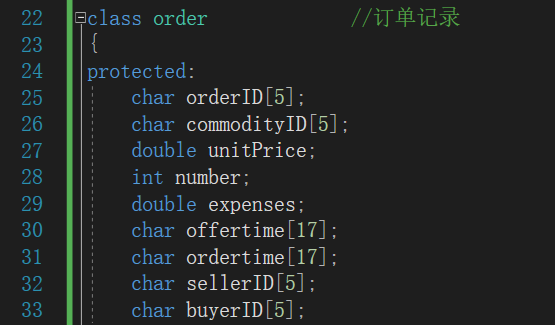 22 class order //订单记录
23 {
24 protected:
25 char orderID[5];
26 char commodityID[5];
27 double unitPrice;
28 int number;
29 double expenses;
30 char offertime[17];
31 char ordertime[17];
32 char sellerID[5];
33 char buyerID[5];